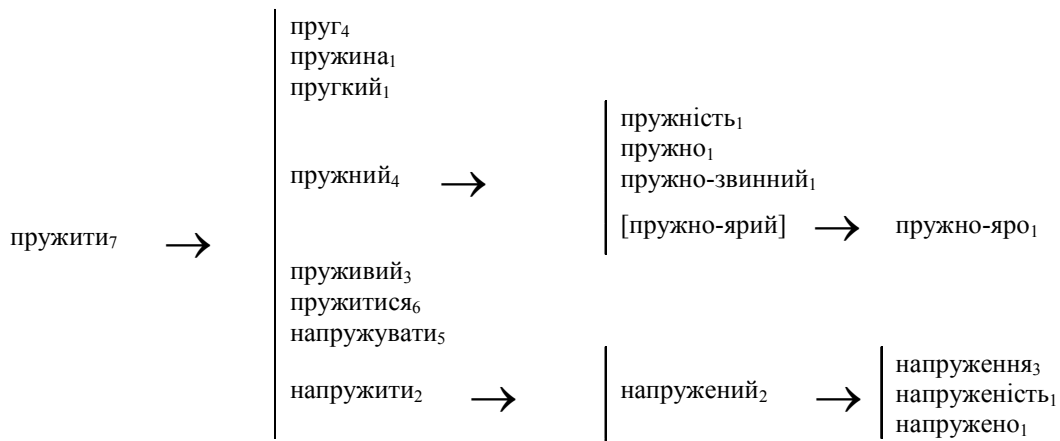 пруг₄
пружина₁
пругкий₁
пружність₁
пружно₁
пружний₄ → пружно-звинний₁
пружити₇ → [пружно-ярий] → пружно-яро₁
пруживий₃
пружитися₆
напружувати₅
напруження₃
напружити₂ → напружений₂ → напруженість₁
напружено₁